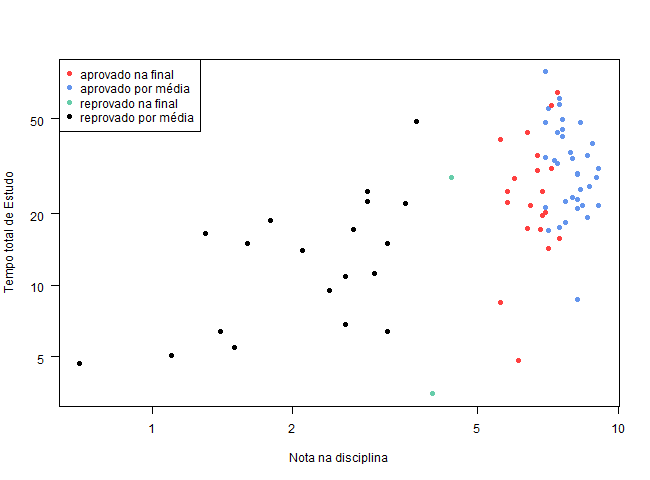 aprovado na final
aprovado por média
reprovado na final
reprovado por média
50
20
10
5
Tempo total de Estudo
1
2
5
10
Nota na disciplina